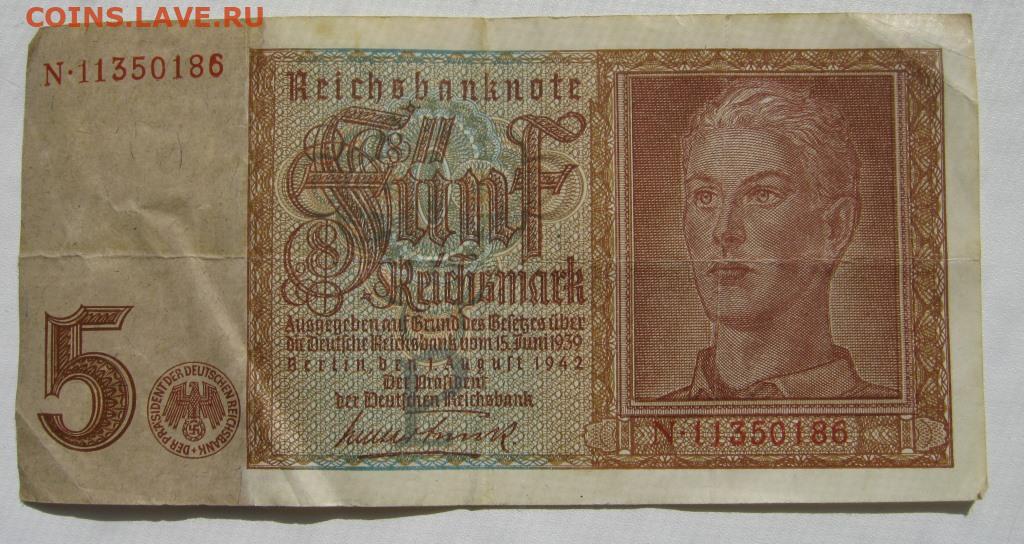 COINS.LAVE.RU
N·11350186
Reichsbanknote
Fünf
Reichsmark
Ausgegeben auf Grund des Gesetzes über
die Deutsche Reichsbank vom 15. Juni 1939
Berlin, den 1. August 1942
Der Präsident
der Deutschen Reichsbank
5
DER PRÄSIDENT DER DEUTSCHEN REICHSBANK
N·11350186